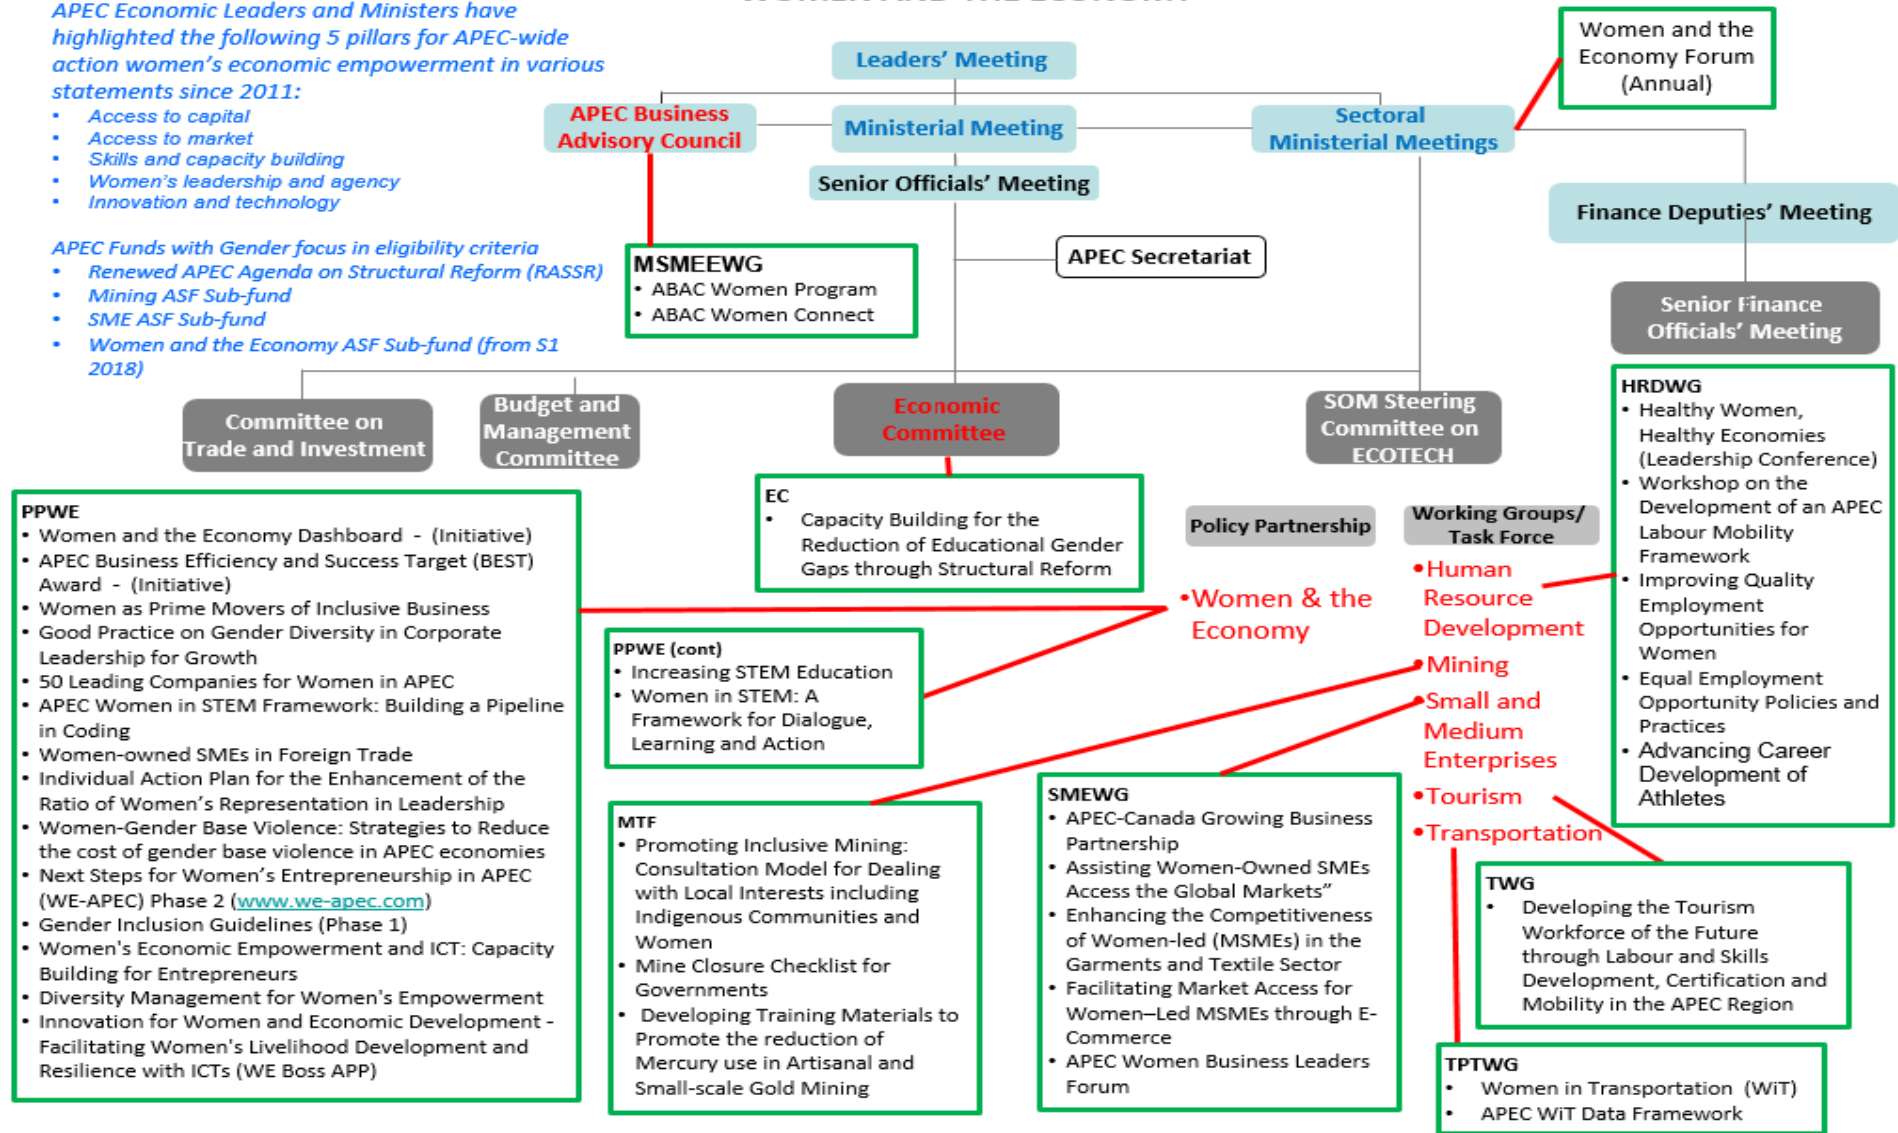 WOMEN AND THE ECONOMY
APEC Economic Leaders and Ministers have
highlighted the following 5 pillars for APEC-wide
action women's economic empowerment in various
statements since 2011:
• Access to capital
• Access to market
• Skills and capacity building
• Women's leadership and agency
• Innovation and technology
APEC Funds with Gender focus in eligibility criteria
• Renewed APEC Agenda on Structural Reform (RASSR)
• Mining ASF Sub-fund
• SME ASF Sub-fund
• Women and the Economy ASF Sub-fund (from S1
2018)
Leaders' Meeting
APEC Business
Advisory Council
Ministerial Meeting
Sectoral
Ministerial Meetings
Women and the
Economy Forum
(Annual)
Senior Officials' Meeting
Finance Deputies' Meeting
APEC Secretariat
MSMEEWG
• ABAC Women Program
• ABAC Women Connect
Senior Finance
Officials' Meeting
Committee on
Trade and Investment
Budget and
Management
Committee
Economic
Committee
SOM Steering
Committee on
ECOTECH
HRDWG
• Healthy Women,
Healthy Economies
(Leadership Conference)
• Workshop on the
Development of an APEC
Labour Mobility
Framework
• Improving Quality
Employment
Opportunities for
Women
• Equal Employment
Opportunity Policies and
Practices
• Advancing Career
Development of
Athletes
PPWE
• Women and the Economy Dashboard - (Initiative)
• APEC Business Efficiency and Success Target (BEST)
Award - (Initiative)
• Women as Prime Movers of Inclusive Business
• Good Practice on Gender Diversity in Corporate
Leadership for Growth
• 50 Leading Companies for Women in APEC
• APEC Women in STEM Framework: Building a Pipeline
in Coding
• Women-owned SMEs in Foreign Trade
• Individual Action Plan for the Enhancement of the
Ratio of Women's Representation in Leadership
• Women-Gender Base Violence: Strategies to Reduce
the cost of gender base violence in APEC economies
• Next Steps for Women's Entrepreneurship in APEC
(WE-APEC) Phase 2 (www.we-apec.com)
• Gender Inclusion Guidelines (Phase 1)
• Women's Economic Empowerment and ICT: Capacity
Building for Entrepreneurs
• Diversity Management for Women's Empowerment
• Innovation for Women and Economic Development -
Facilitating Women's Livelihood Development and
Resilience with ICTs (WE Boss APP)
EC
• Capacity Building for the
Reduction of Educational Gender
Gaps through Structural Reform
Policy Partnership
• Women & the
Economy
Working Groups/
Task Force
• Human
Resource
Development
• Mining
• Small and
Medium
Enterprises
• Tourism
• Transportation
PPWE (cont)
• Increasing STEM Education
• Women in STEM: A
Framework for Dialogue,
Learning and Action
MTF
• Promoting Inclusive Mining:
Consultation Model for Dealing
with Local Interests including
Indigenous Communities and
Women
• Mine Closure Checklist for
Governments
• Developing Training Materials to
Promote the reduction of
Mercury use in Artisanal and
Small-scale Gold Mining
SMEWG
• APEC-Canada Growing Business
Partnership
• Assisting Women-Owned SMEs
Access the Global Markets”
• Enhancing the Competitiveness
of Women-led (MSMEs) in the
Garments and Textile Sector
• Facilitating Market Access for
Women–Led MSMEs through E-
Commerce
• APEC Women Business Leaders
Forum
TWG
• Developing the Tourism
Workforce of the Future
through Labour and Skills
Development, Certification and
Mobility in the APEC Region
TPTWG
• Women in Transportation (WiT)
• APEC WiT Data Framework